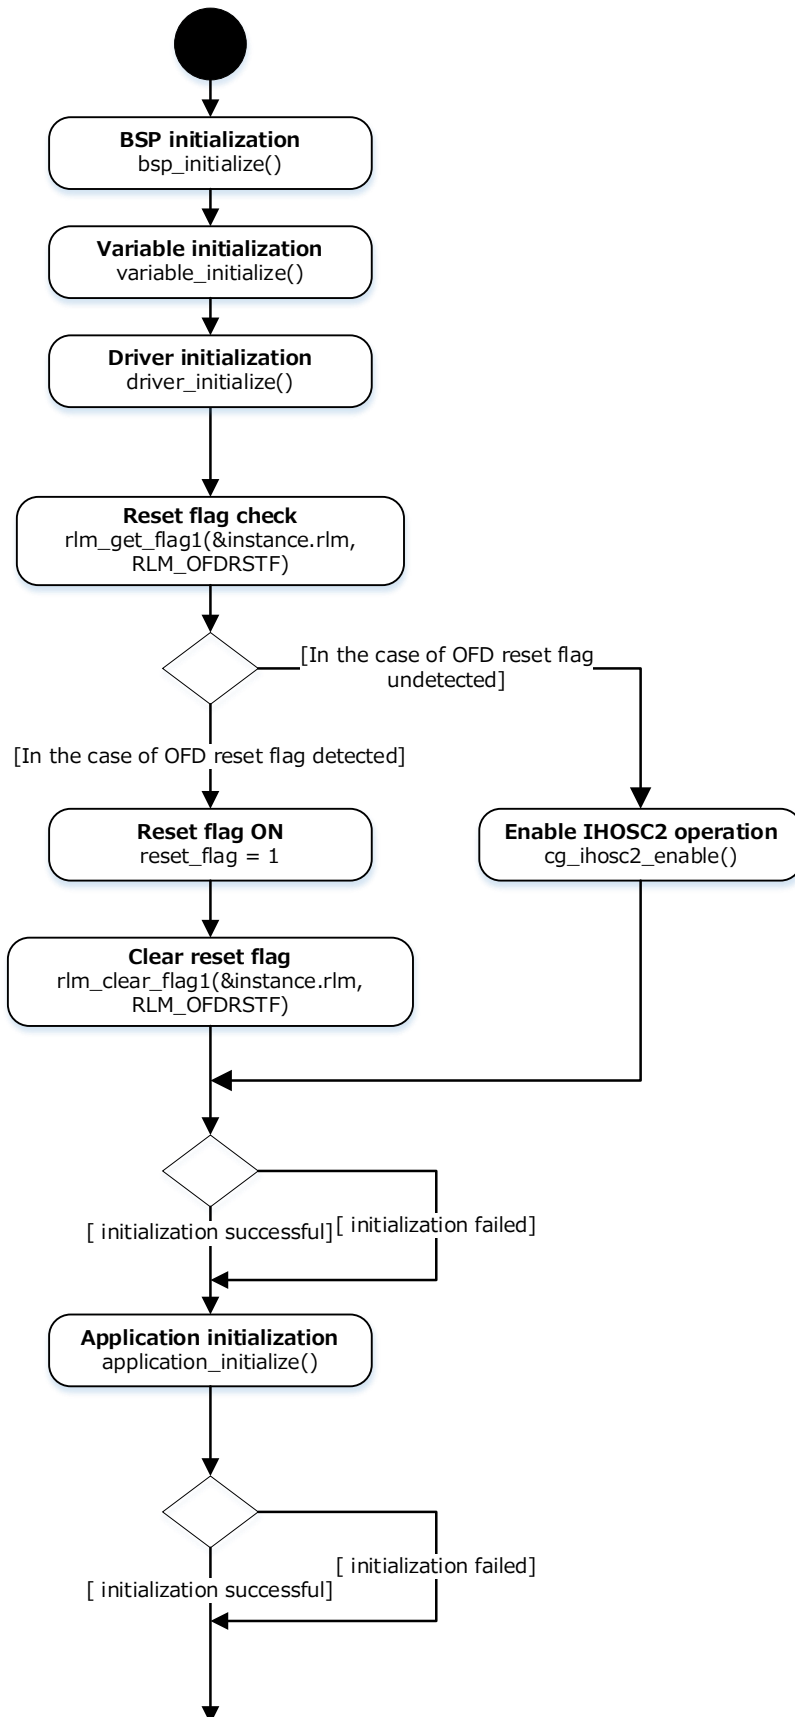 BSP initialization
bsp_initialize()
Variable initialization
variable_initialize()
Driver initialization
driver_initialize()
Reset flag check
rlm_get_flag1(&instance.rlm,
RLM_OFDRSTF)
[In the case of OFD reset flag
undetected]
[In the case of OFD reset flag detected]
Reset flag ON
reset_flag = 1
Enable IHOSC2 operation
cg_ihosc2_enable()
Clear reset flag
rlm_clear_flag1(&instance.rlm,
RLM_OFDRSTF)
[ initialization successful]
[ initialization failed]
Application initialization
application_initialize()
[ initialization failed]
[ initialization successful]